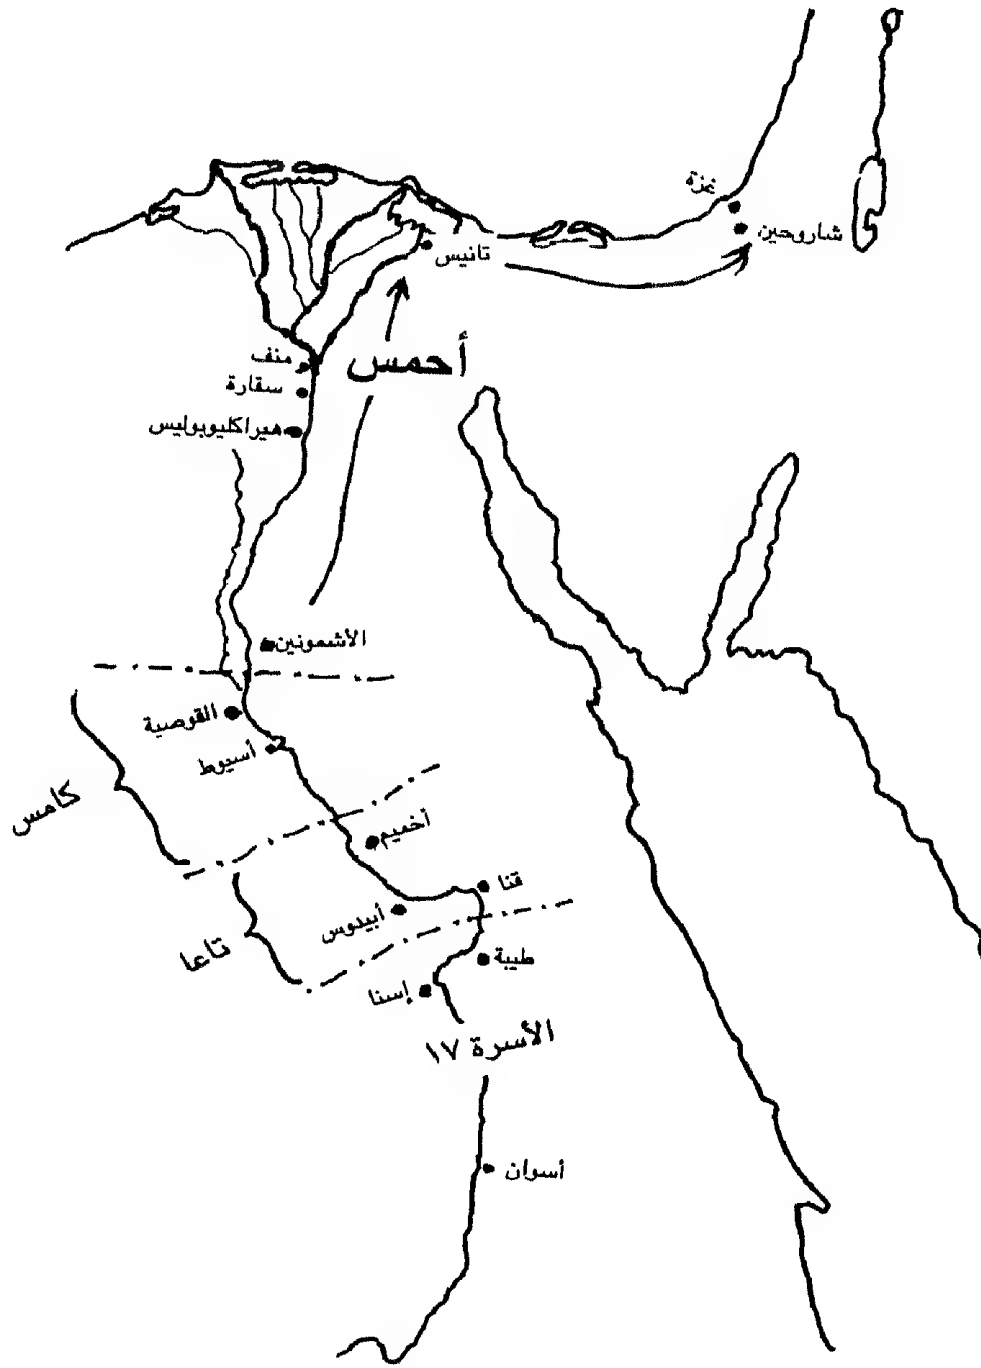 غزة
شاروحين
تانيس
أحمس
منف
سقارة
هيراكليوبوليس
الأشمونين
القوصية
أسيوط
كامس
أخميم
قنا
أبيدوس
تاعا
طيبة
إسنا
الأسرة ١٧
أسوان